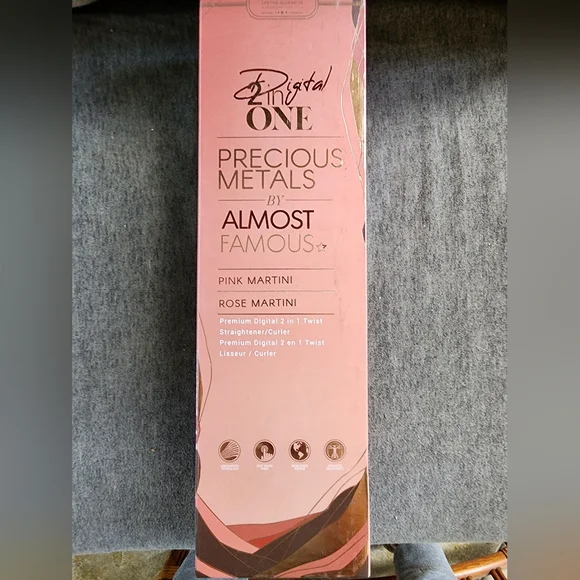 Digital
2 in
ONE
PRECIOUS
METALS
BY
ALMOST
FAMOUS
PINK MARTINI
ROSE MARTINI
Premium Digital 2 in 1 Twist
Straightener/Curler
Premium Digital 2 en 1 Twist
Lisseur / Curler